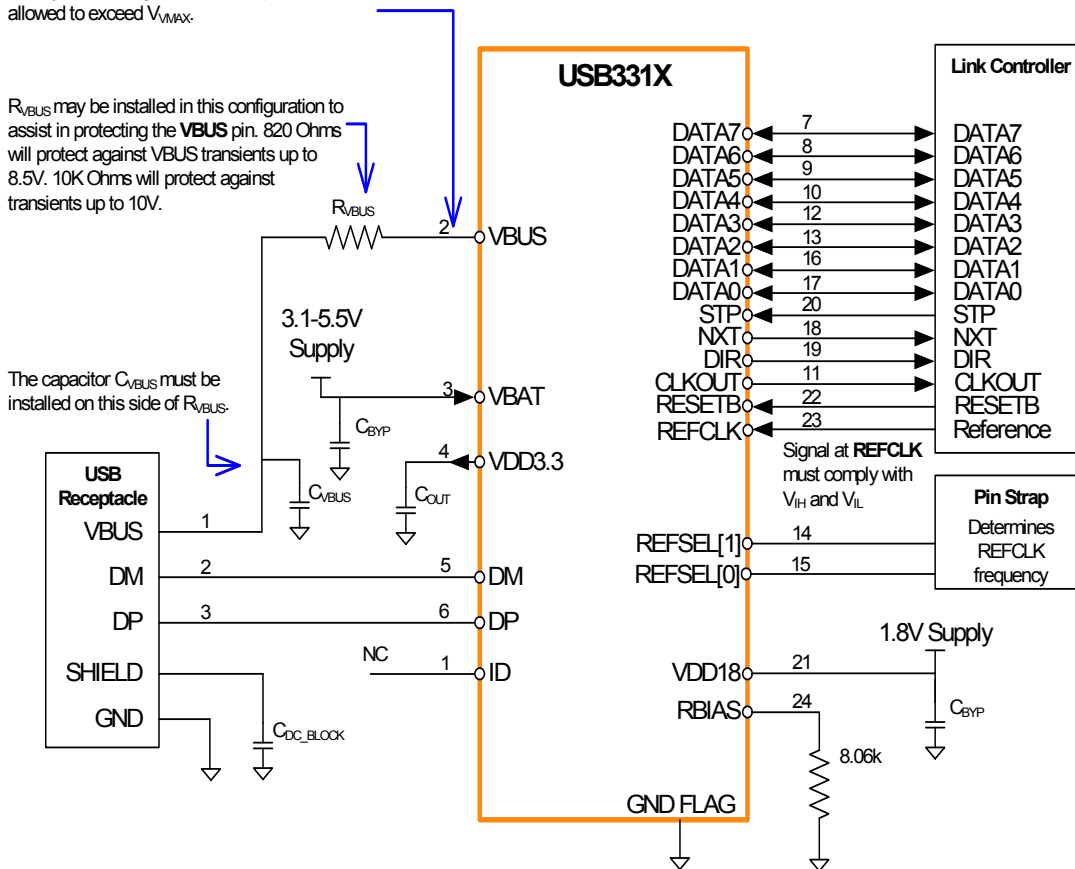 allowed to exceed VVMAX.
RVBUS may be installed in this configuration to
assist in protecting the VBUS pin. 820 Ohms
will protect against VBUS transients up to
8.5V. 10K Ohms will protect against
transients up to 10V.
RVBUS
2
VBUS
3.1-5.5V
Supply
The capacitor CVBUS must be
installed on this side of RVBUS.
3
VBAT
CBYP
4
VDD3.3
COUT
CVBUS
USB
Receptacle
VBUS 1
DM 2 5 DM
DP 3 6 DP
SHIELD
NC 1 ID
GND
CDC_BLOCK
USB331X
Link Controller
DATA7 7 DATA7
DATA6 8 DATA6
DATA5 9 DATA5
DATA4 10 DATA4
DATA3 12 DATA3
DATA2 13 DATA2
DATA1 16 DATA1
DATA0 17 DATA0
STP 20 STP
NXT 18 NXT
DIR 19 DIR
CLKOUT 11 CLKOUT
RESETB 22 RESETB
REFCLK 23 Reference
Signal at REFCLK
must comply with
VIH and VIL
Pin Strap
Determines
REFCLK
frequency
REFSEL[1] 14
REFSEL[0] 15
1.8V Supply
VDD18 21
RBIAS 24
CBYP
8.06k
GND FLAG